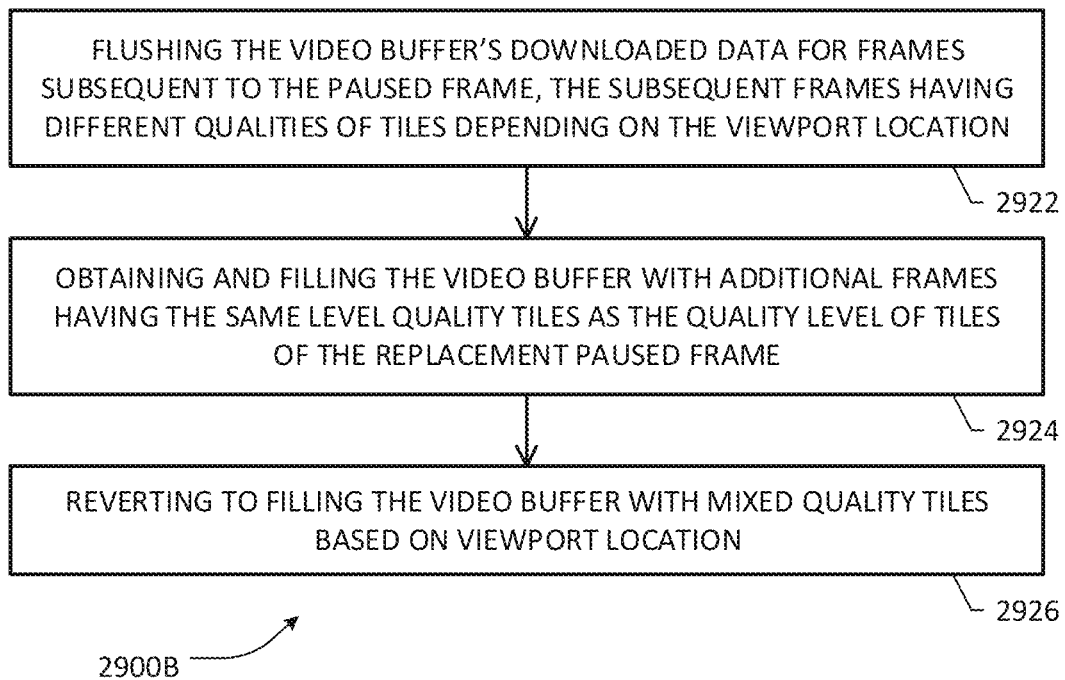 FLUSHING THE VIDEO BUFFER'S DOWNLOADED DATA FOR FRAMES
SUBSEQUENT TO THE PAUSED FRAME, THE SUBSEQUENT FRAMES HAVING
DIFFERENT QUALITIES OF TILES DEPENDING ON THE VIEWPORT LOCATION
2922
OBTAINING AND FILLING THE VIDEO BUFFER WITH ADDITIONAL FRAMES
HAVING THE SAME LEVEL QUALITY TILES AS THE QUALITY LEVEL OF TILES
OF THE REPLACEMENT PAUSED FRAME
2924
REVERTING TO FILLING THE VIDEO BUFFER WITH MIXED QUALITY TILES
BASED ON VIEWPORT LOCATION
2926
2900B